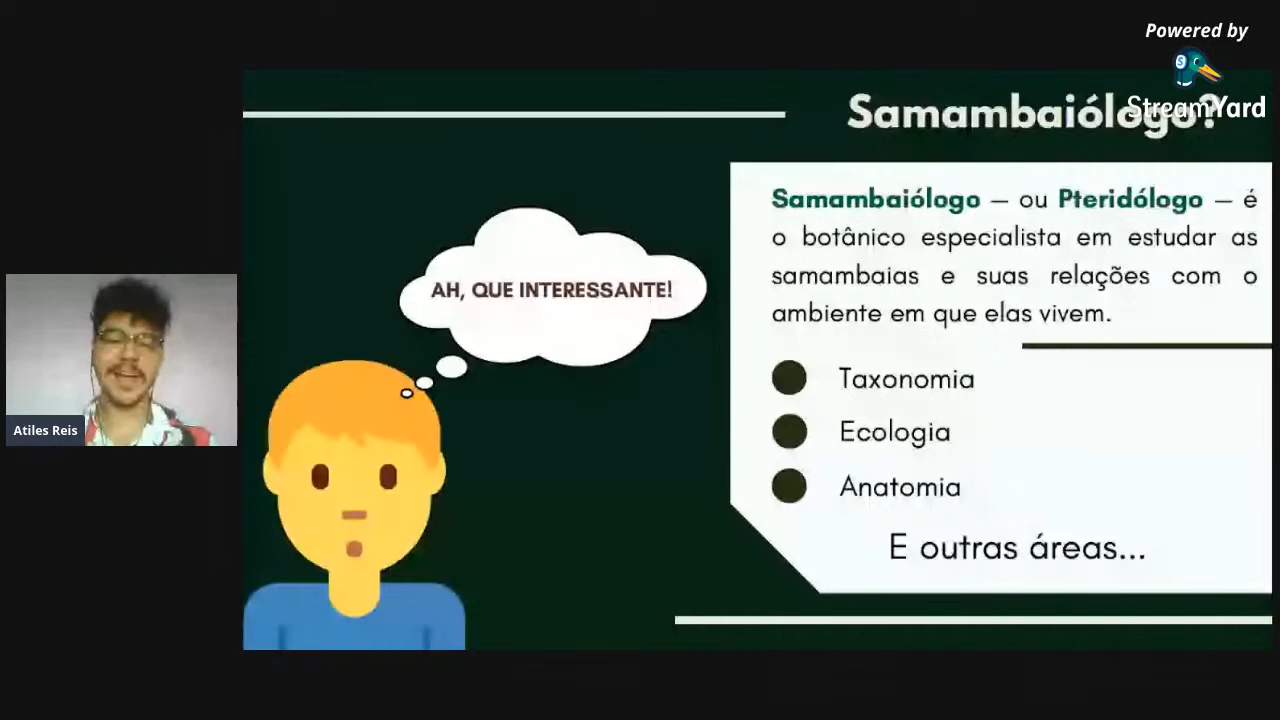 Powered by
StreamYard
Samambaiólogo?
Samambaiólogo – ou Pteridólogo – é
o botânico especialista em estudar as
samambaias e suas relações com o
ambiente em que elas vivem.
AH, QUE INTERESSANTE!
Taxonomia
Ecologia
Anatomia
E outras áreas...
Atiles Reis